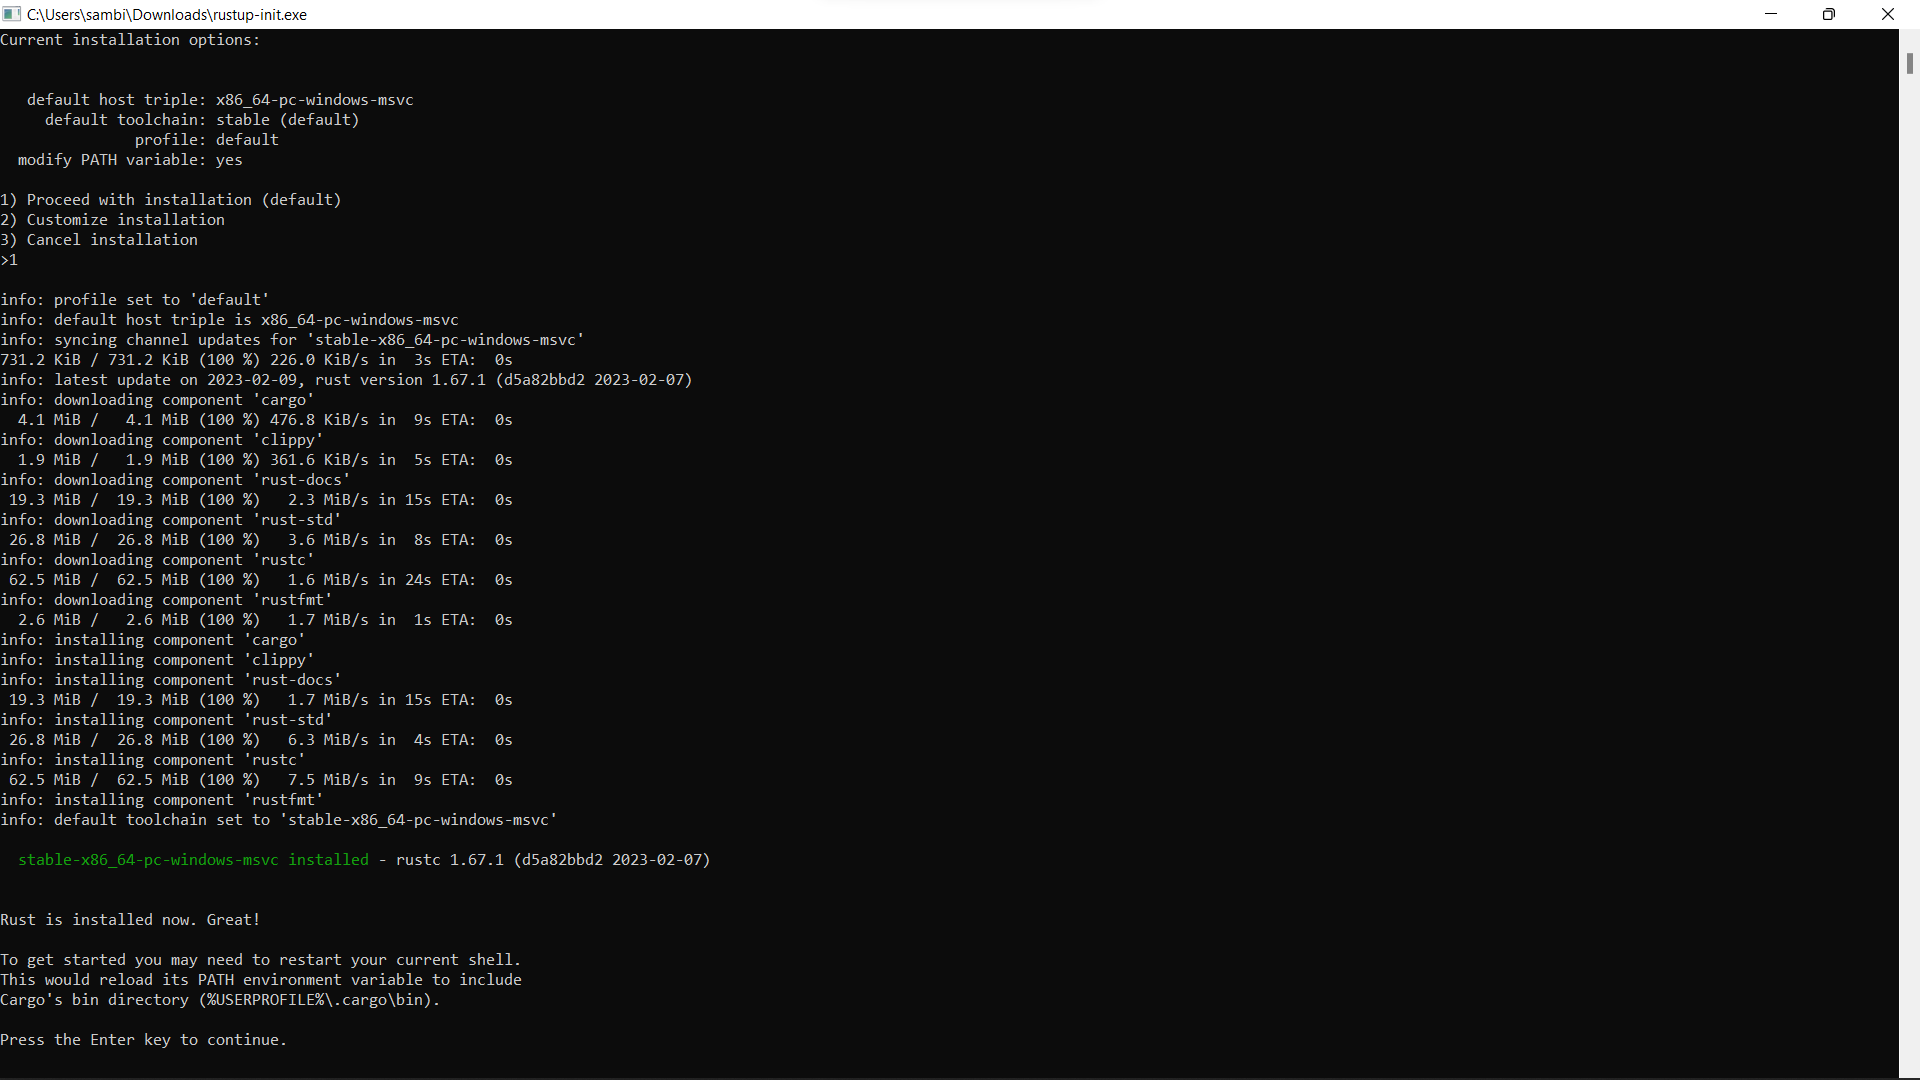 C:\Users\sambi\Downloads\rustup-init.exe
Current installation options:
default host triple: x86_64-pc-windows-msvc
default toolchain: stable (default)
profile: default
modify PATH variable: yes
1) Proceed with installation (default)
2) Customize installation
3) Cancel installation
>1
info: profile set to 'default'
info: default host triple is x86_64-pc-windows-msvc
info: syncing channel updates for 'stable-x86_64-pc-windows-msvc'
731.2 KiB / 731.2 KiB (100 %) 226.0 KiB/s in  3s ETA:  0s
info: latest update on 2023-02-09, rust version 1.67.1 (d5a82bbd2 2023-02-07)
info: downloading component 'cargo'
4.1 MiB /   4.1 MiB (100 %) 476.8 KiB/s in  9s ETA:  0s
info: downloading component 'clippy'
1.9 MiB /   1.9 MiB (100 %) 361.6 KiB/s in  5s ETA:  0s
info: downloading component 'rust-docs'
19.3 MiB /  19.3 MiB (100 %)   2.3 MiB/s in 15s ETA:  0s
info: downloading component 'rust-std'
26.8 MiB /  26.8 MiB (100 %)   3.6 MiB/s in  8s ETA:  0s
info: downloading component 'rustc'
62.5 MiB /  62.5 MiB (100 %)   1.6 MiB/s in 24s ETA:  0s
info: downloading component 'rustfmt'
2.6 MiB /   2.6 MiB (100 %)   1.7 MiB/s in  1s ETA:  0s
info: installing component 'cargo'
info: installing component 'clippy'
info: installing component 'rust-docs'
19.3 MiB /  19.3 MiB (100 %)   1.7 MiB/s in 15s ETA:  0s
info: installing component 'rust-std'
26.8 MiB /  26.8 MiB (100 %)   6.3 MiB/s in  4s ETA:  0s
info: installing component 'rustc'
62.5 MiB /  62.5 MiB (100 %)   7.5 MiB/s in  9s ETA:  0s
info: installing component 'rustfmt'
info: default toolchain set to 'stable-x86_64-pc-windows-msvc'
stable-x86_64-pc-windows-msvc installed - rustc 1.67.1 (d5a82bbd2 2023-02-07)
Rust is installed now. Great!
To get started you may need to restart your current shell.
This would reload its PATH environment variable to include
Cargo's bin directory (%USERPROFILE%\.cargo\bin).
Press the Enter key to continue.